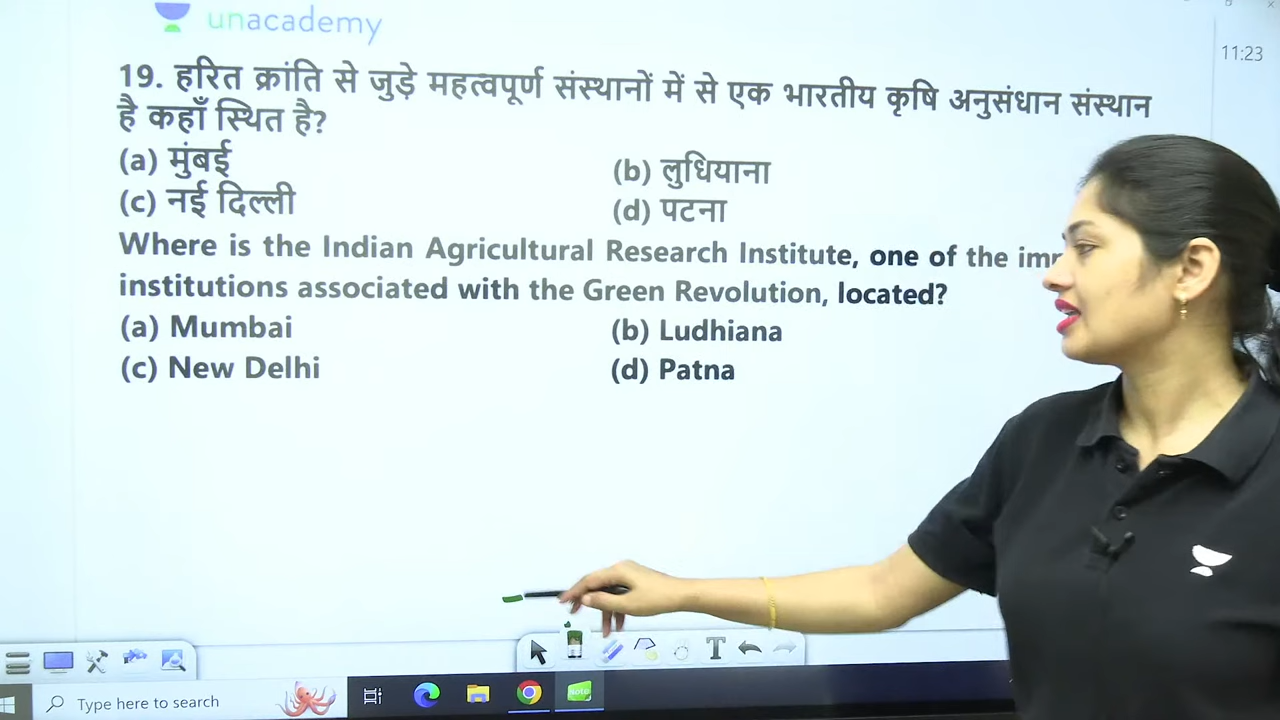 unacademy
11:23
19. हरित क्रांति से जुड़े महत्वपूर्ण संस्थानों में से एक भारतीय कृषि अनुसंधान संस्थान
है कहाँ स्थित है?
(a) मुंबई (b) लुधियाना
(c) नई दिल्ली (d) पटना
Where is the Indian Agricultural Research Institute, one of the
institutions associated with the Green Revolution, located?
(a) Mumbai (b) Ludhiana
(c) New Delhi (d) Patna
T
Type here to search